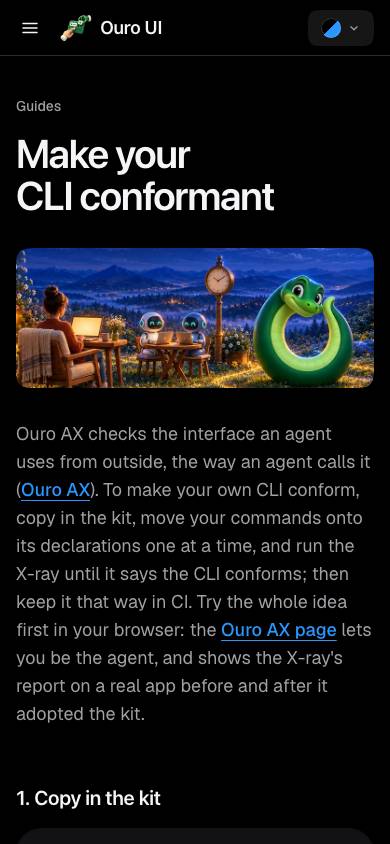 Ouro UI
Guides
Make your
CLI conformant
Ouro AX checks the interface an agent
uses from outside, the way an agent calls it
(Ouro AX). To make your own CLI conform,
copy in the kit, move your commands onto
its declarations one at a time, and run the
X-ray until it says the CLI conforms; then
keep it that way in CI. Try the whole idea
first in your browser: the Ouro AX page lets
you be the agent, and shows the X-ray's
report on a real app before and after it
adopted the kit.
1. Copy in the kit